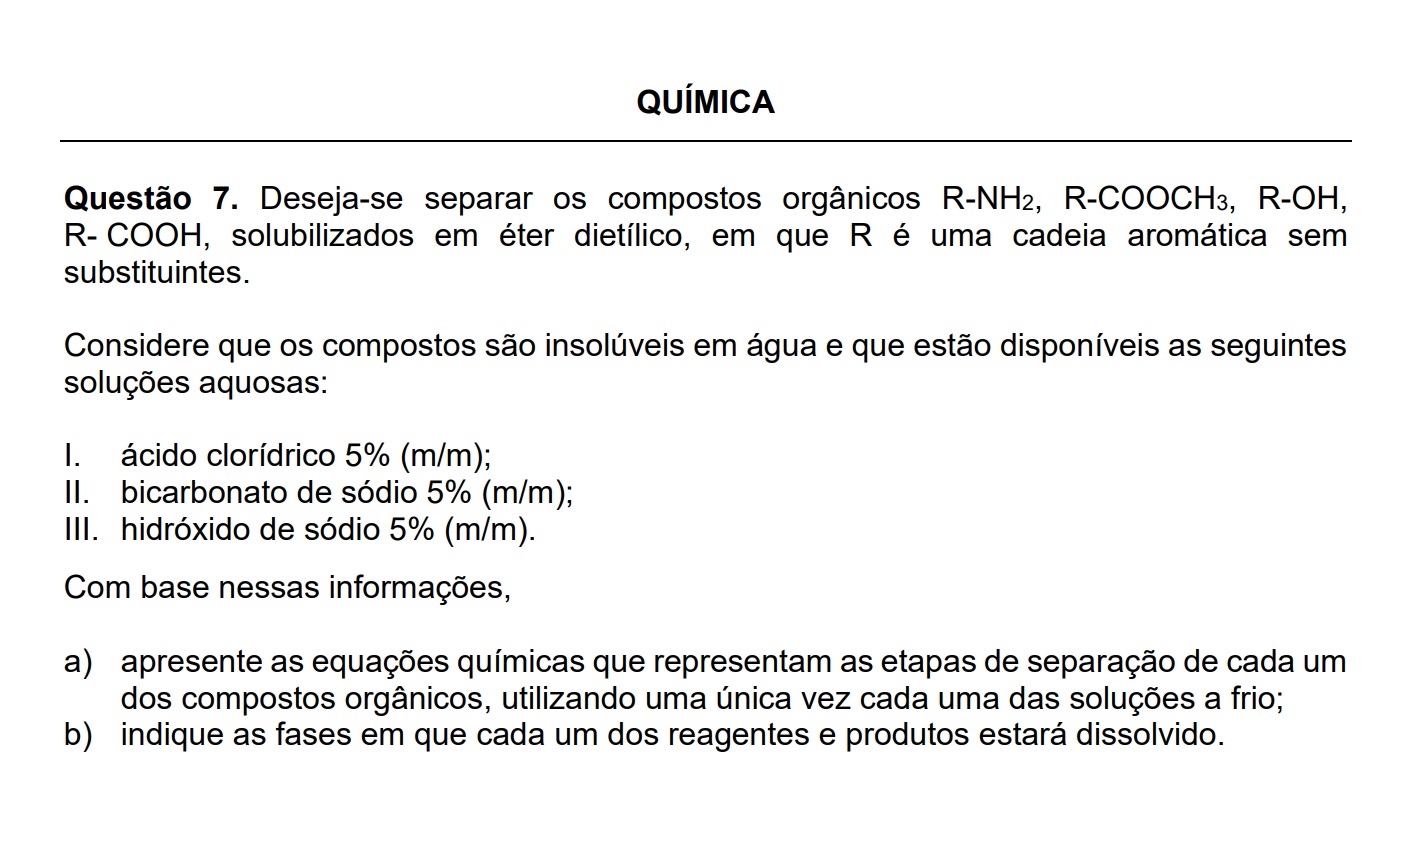 QUÍMICA
Questão 7. Deseja-se separar os compostos orgânicos R-NH2, R-COOCH3, R-OH,
R- COOH, solubilizados em éter dietílico, em que R é uma cadeia aromática sem
substituintes.
Considere que os compostos são insolúveis em água e que estão disponíveis as seguintes
soluções aquosas:
I. ácido clorídrico 5% (m/m);
II. bicarbonato de sódio 5% (m/m);
III. hidróxido de sódio 5% (m/m).
Com base nessas informações,
a) apresente as equações químicas que representam as etapas de separação de cada um
dos compostos orgânicos, utilizando uma única vez cada uma das soluções a frio;
b) indique as fases em que cada um dos reagentes e produtos estará dissolvido.